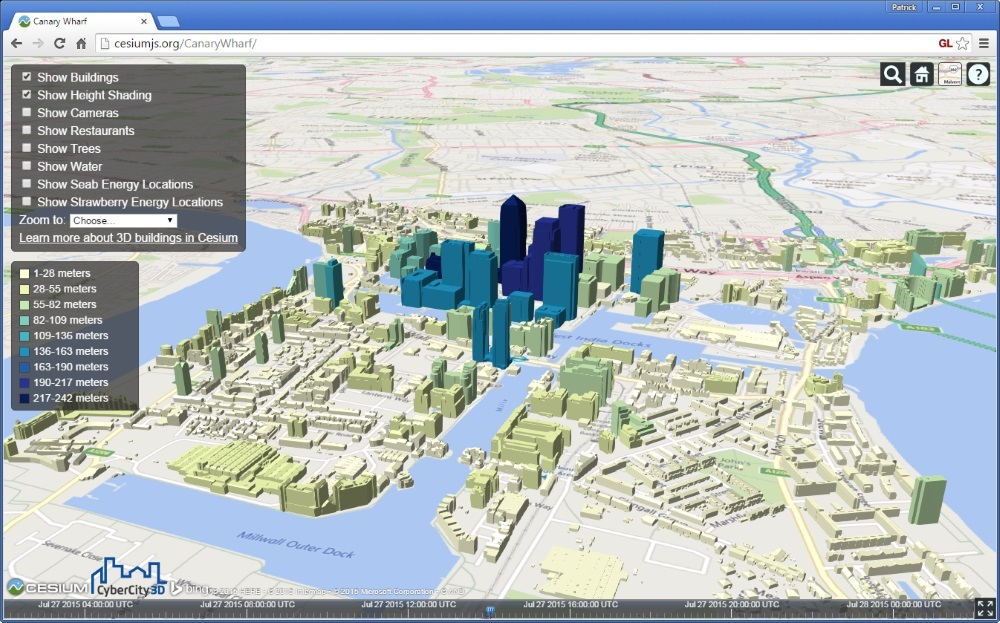 Patrick
Canary Wharf
cesiumjs.org/CanaryWharf/
GL
Show Buildings
Show Height Shading
Show Cameras
Show Restaurants
Show Trees
Show Water
Show Seab Energy Locations
Show Strawberry Energy Locations
Zoom to: Choose...
Learn more about 3D buildings in Cesium
1-28 meters
28-55 meters
55-82 meters
82-109 meters
109-136 meters
136-163 meters
163-190 meters
190-217 meters
217-242 meters
Way
East India Docks
Millwall Outer Dock
Way
CESIUM
CyberCity3D
bing
2015 Microsoft Corporation
Jul 27 2015 04:00:00 UTC
Jul 27 2015 08:00:00 UTC
Jul 27 2015 12:00:00 UTC
Jul 27 2015 16:00:00 UTC
Jul 27 2015 20:00:00 UTC
Jul 28 2015 00:00:00 UTC